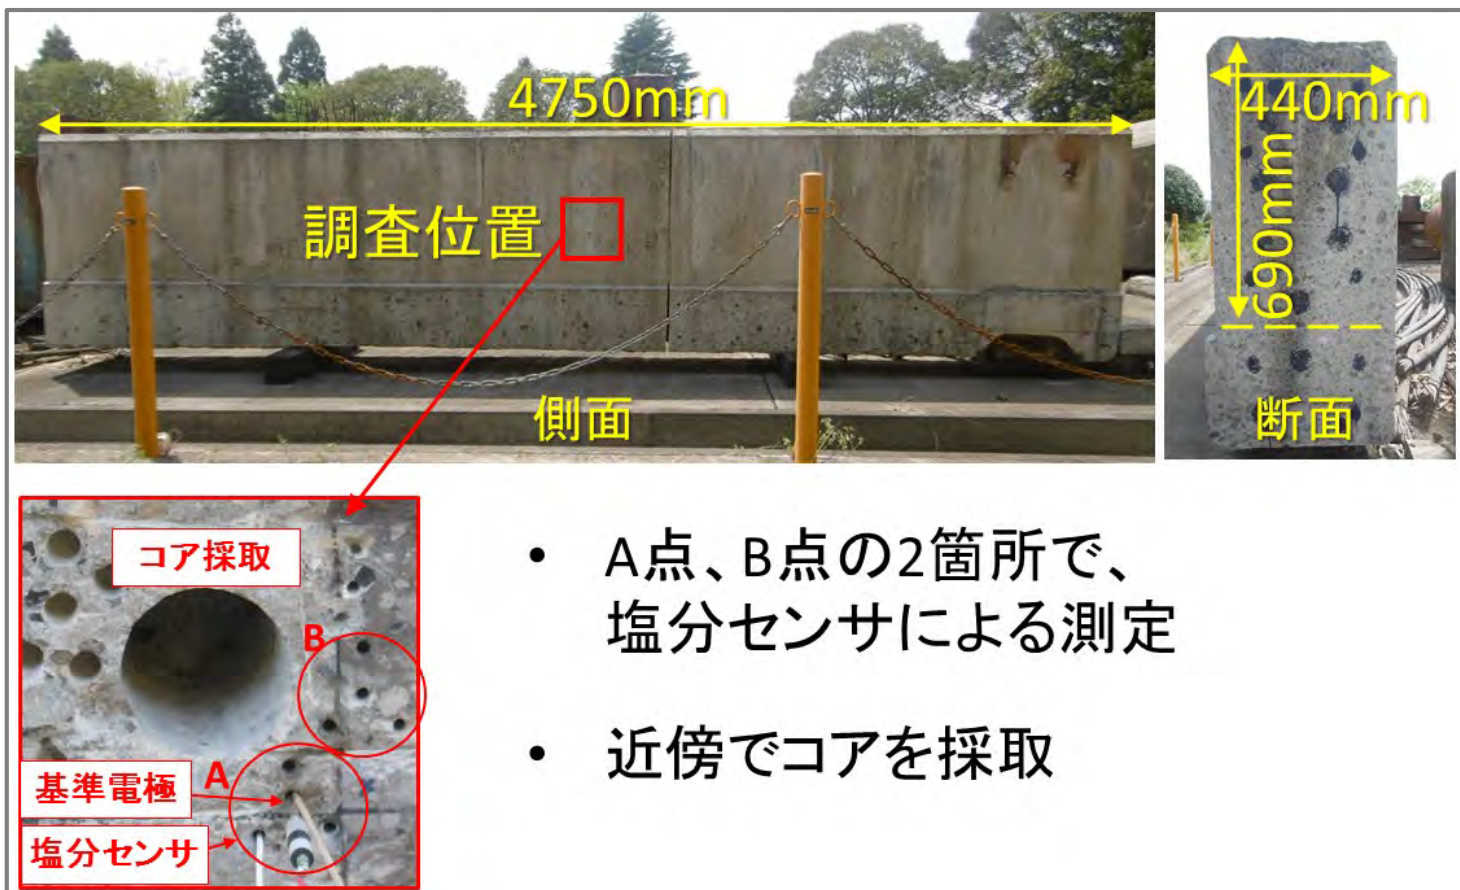 4750mm
調査位置
側面
440mm
690mm
断面
コア採取
B
A
基準電極
塩分センサ
• A点、B点の2箇所で、
塩分センサによる測定
• 近傍でコアを採取